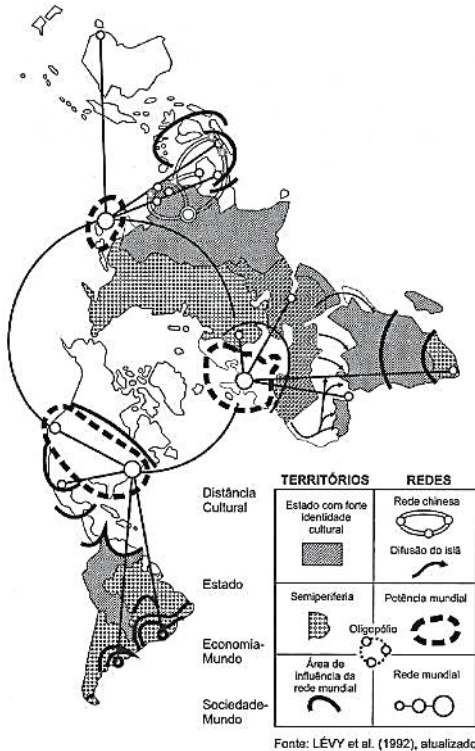 TERRITÓRIOS
REDES
Distância
Cultural
Estado com forte
identidade
cultural
Rede chinesa
Difusão do islã
Estado
Semiperiferia
Potência mundial
Oligopólio
Economia-
Mundo
Área de
influência da
rede mundial
Rede mundial
Sociedade-
Mundo
Fonte: LÉVY et al. (1992), atualizado